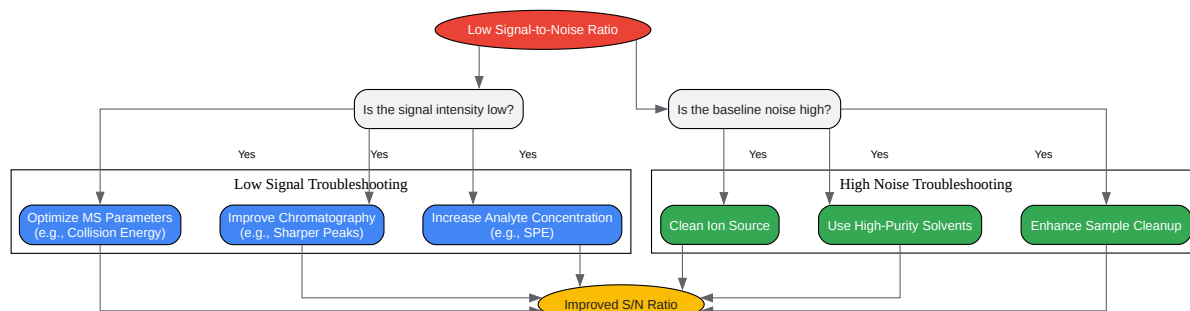 Low Signal-to-Noise Ratio
Is the signal intensity low?
Is the baseline noise high?
Yes
Yes
Yes
Yes
Yes
Yes
Low Signal Troubleshooting
High Noise Troubleshooting
Optimize MS Parameters
(e.g., Collision Energy)
Improve Chromatography
(e.g., Sharper Peaks)
Increase Analyte Concentration
(e.g., SPE)
Clean Ion Source
Use High-Purity Solvents
Enhance Sample Cleanup
Improved S/N Ratio